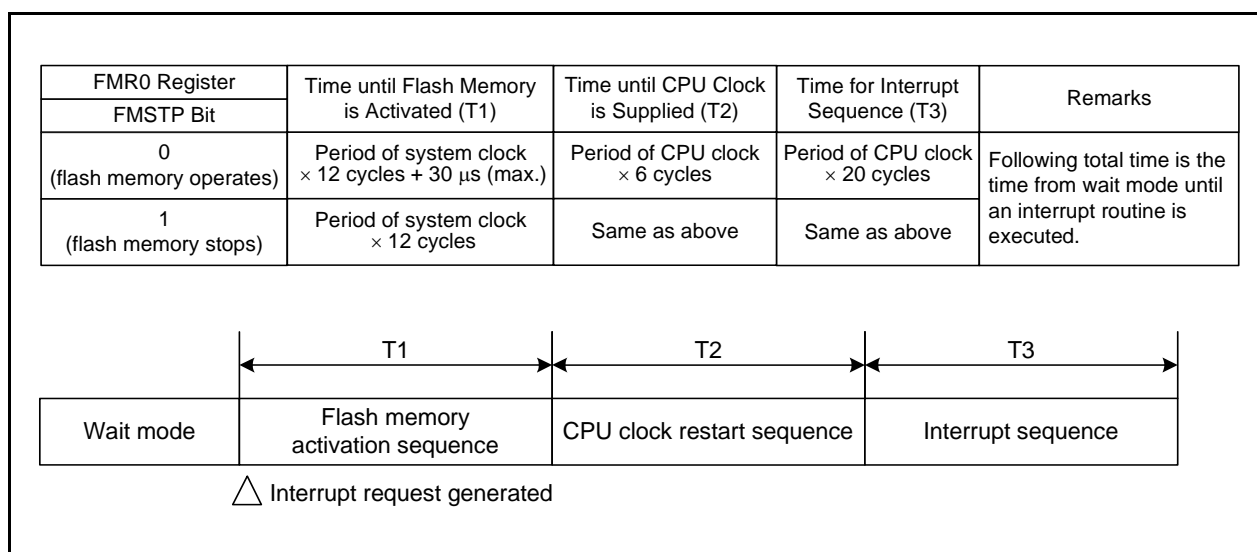 FMR0 Register
FMSTP Bit
Time until Flash Memory
is Activated (T1)
Time until CPU Clock
is Supplied (T2)
Time for Interrupt
Sequence (T3)
Remarks
0
(flash memory operates)
Period of system clock
× 12 cycles + 30 μs (max.)
Period of CPU clock
× 6 cycles
Period of CPU clock
× 20 cycles
Following total time is the
time from wait mode until
an interrupt routine is
executed.
1
(flash memory stops)
Period of system clock
× 12 cycles
Same as above
Same as above
T1
T2
T3
Wait mode
Flash memory
activation sequence
CPU clock restart sequence
Interrupt sequence
Interrupt request generated